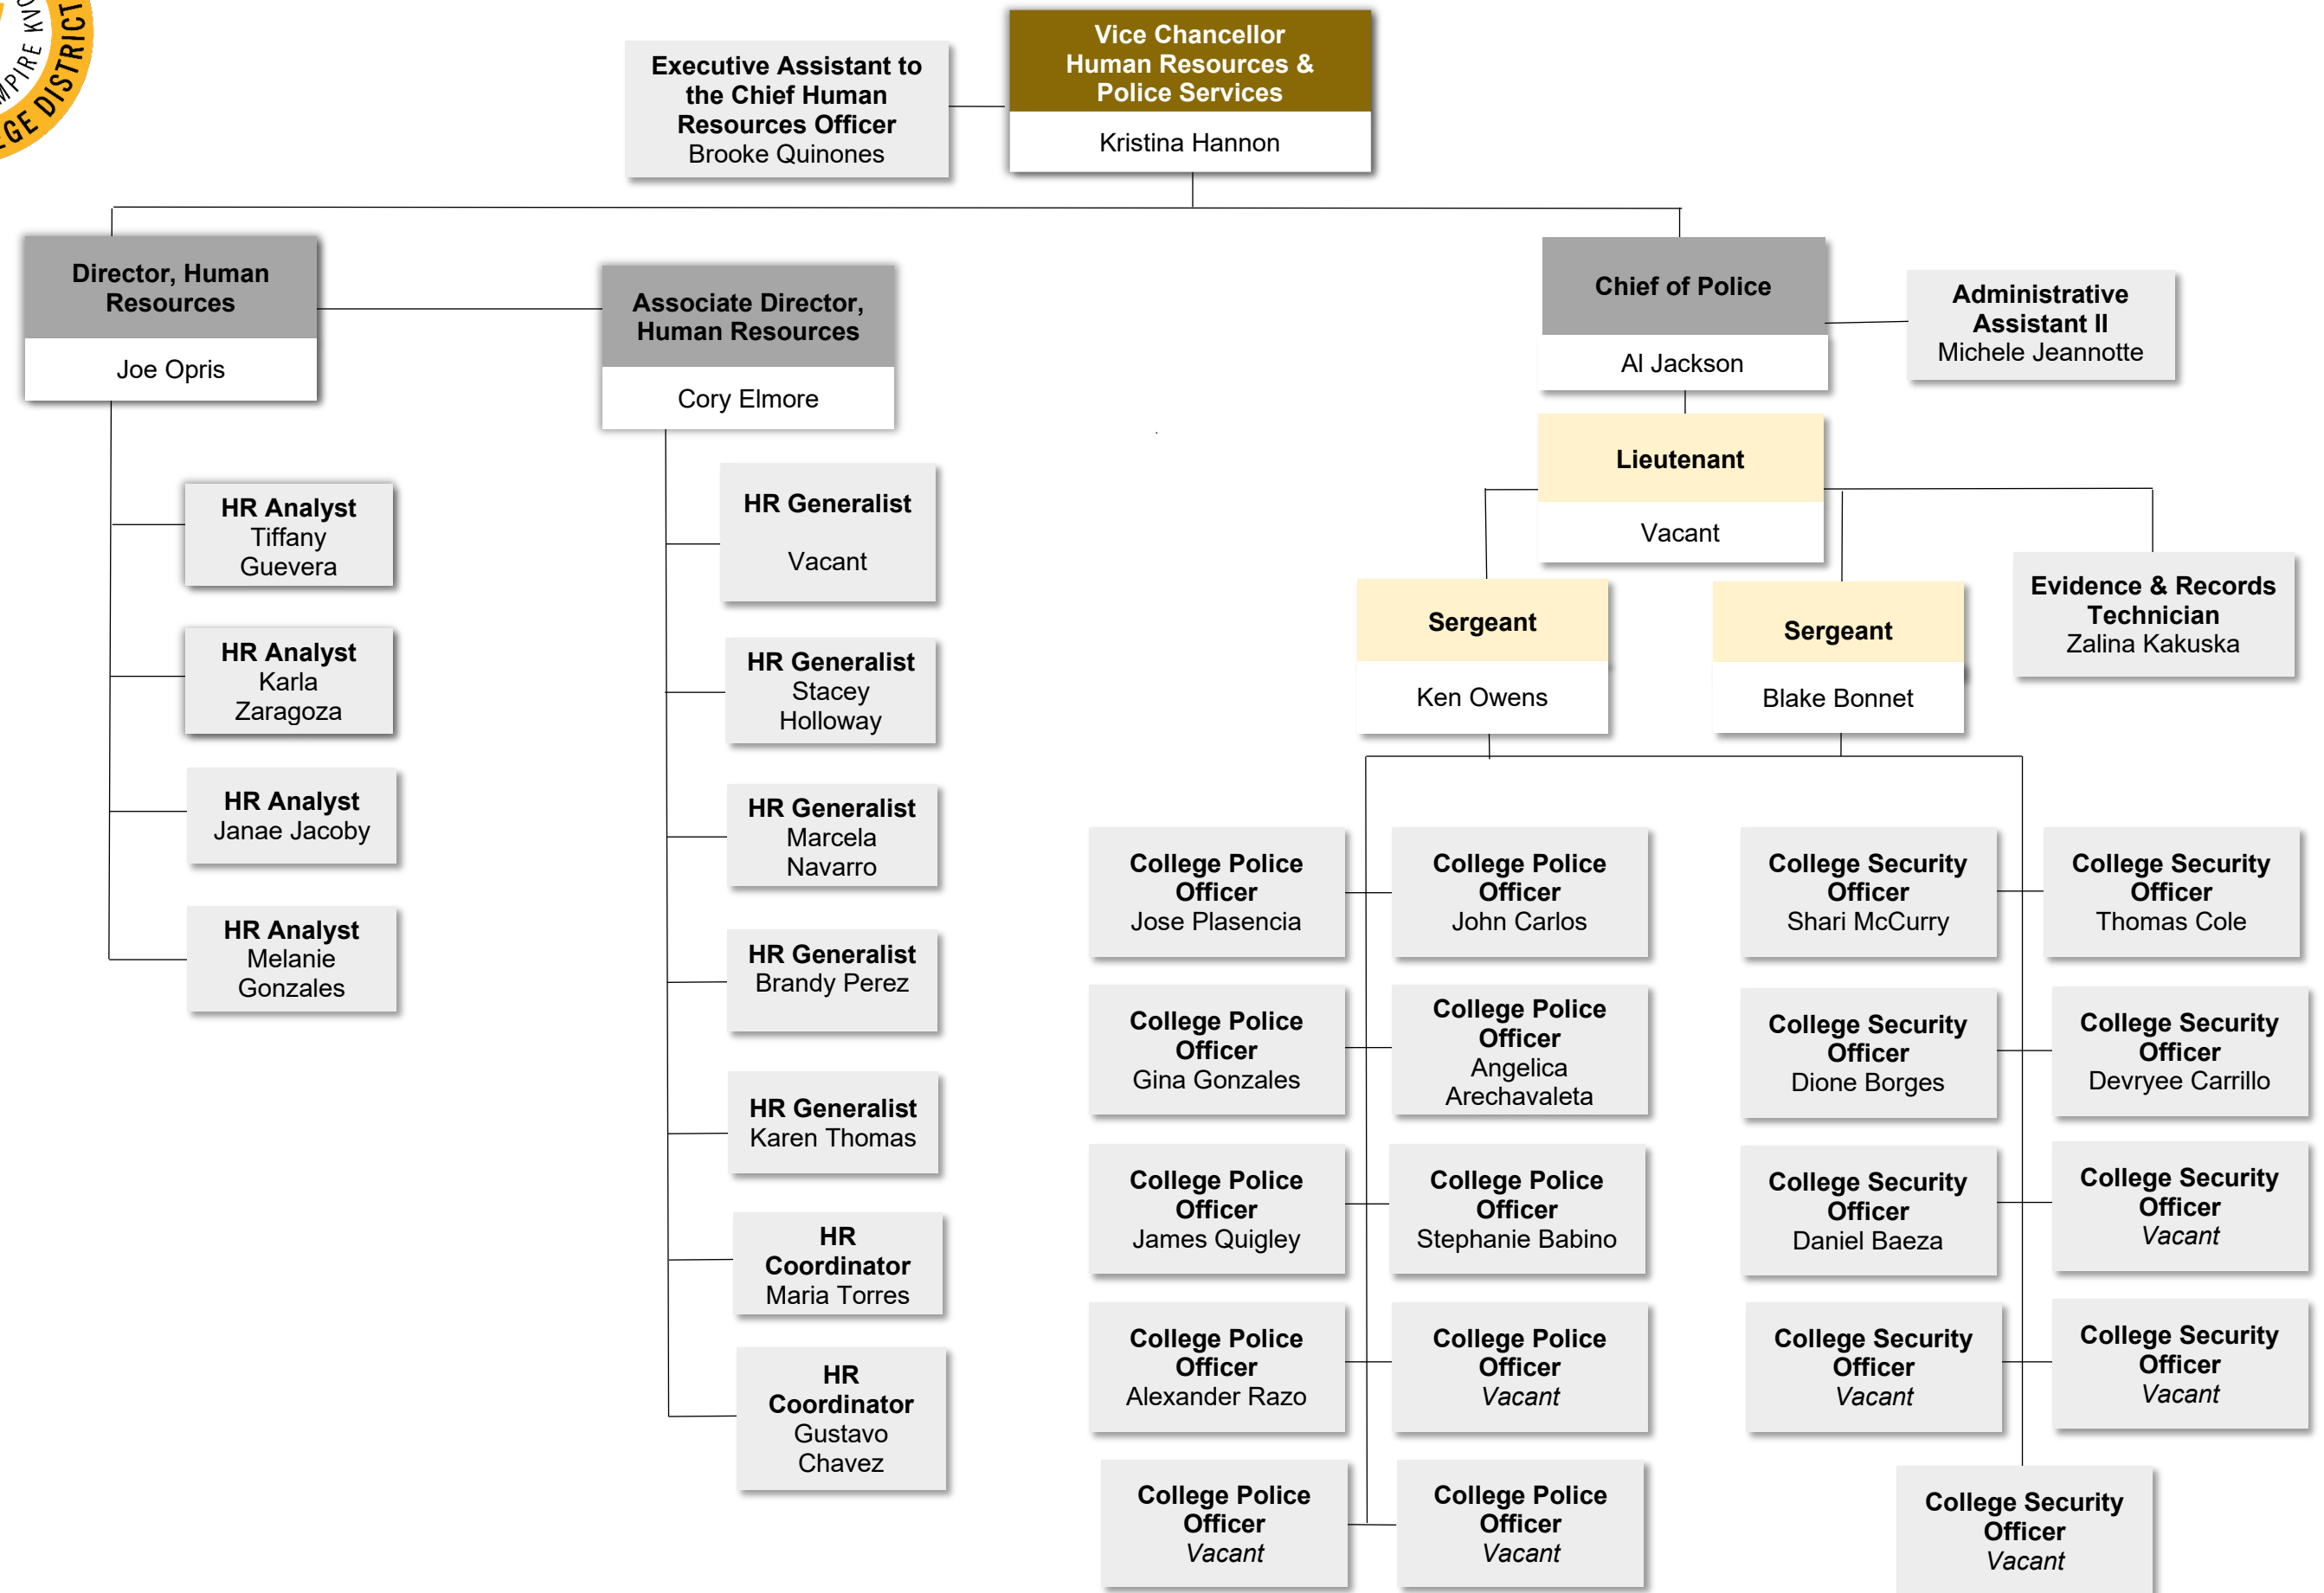 EMPIRE
DISTRICT
Executive Assistant to
the Chief Human
Resources Officer
Brooke Quinones
Vice Chancellor
Human Resources &
Police Services
Kristina Hannon
Director, Human
Resources
Joe Opris
Associate Director,
Human Resources
Cory Elmore
Chief of Police
Al Jackson
Administrative
Assistant II
Michele Jeannotte
Lieutenant
Vacant
Sergeant
Ken Owens
Sergeant
Blake Bonnet
Evidence & Records
Technician
Zalina Kakuska
HR Analyst
Tiffany
Guevera
HR Analyst
Karla
Zaragoza
HR Analyst
Janae Jacoby
HR Analyst
Melanie
Gonzales
HR Generalist
Vacant
HR Generalist
Stacey
Holloway
HR Generalist
Marcela
Navarro
HR Generalist
Brandy Perez
HR Generalist
Karen Thomas
HR
Coordinator
Maria Torres
HR
Coordinator
Gustavo
Chavez
College Police
Officer
Jose Plasencia
College Police
Officer
John Carlos
College Security
Officer
Shari McCurry
College Security
Officer
Thomas Cole
College Police
Officer
Gina Gonzales
College Police
Officer
Angelica
Arechavaleta
College Security
Officer
Dione Borges
College Security
Officer
Devryee Carrillo
College Police
Officer
James Quigley
College Police
Officer
Stephanie Babino
College Security
Officer
Daniel Baeza
College Security
Officer
Vacant
College Police
Officer
Alexander Razo
College Police
Officer
Vacant
College Security
Officer
Vacant
College Security
Officer
Vacant
College Police
Officer
Vacant
College Police
Officer
Vacant
College Security
Officer
Vacant